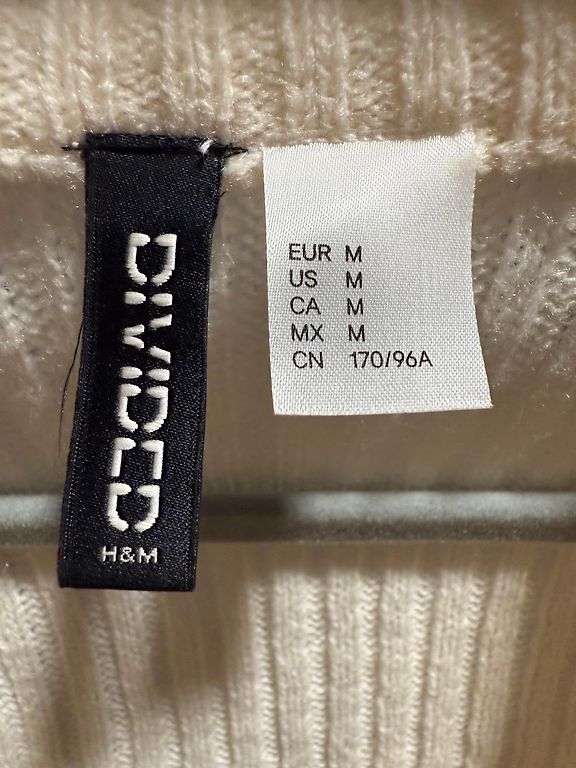 DIVIDED
H&M
EUR M
US M
CA M
MX M
CN 170/96A